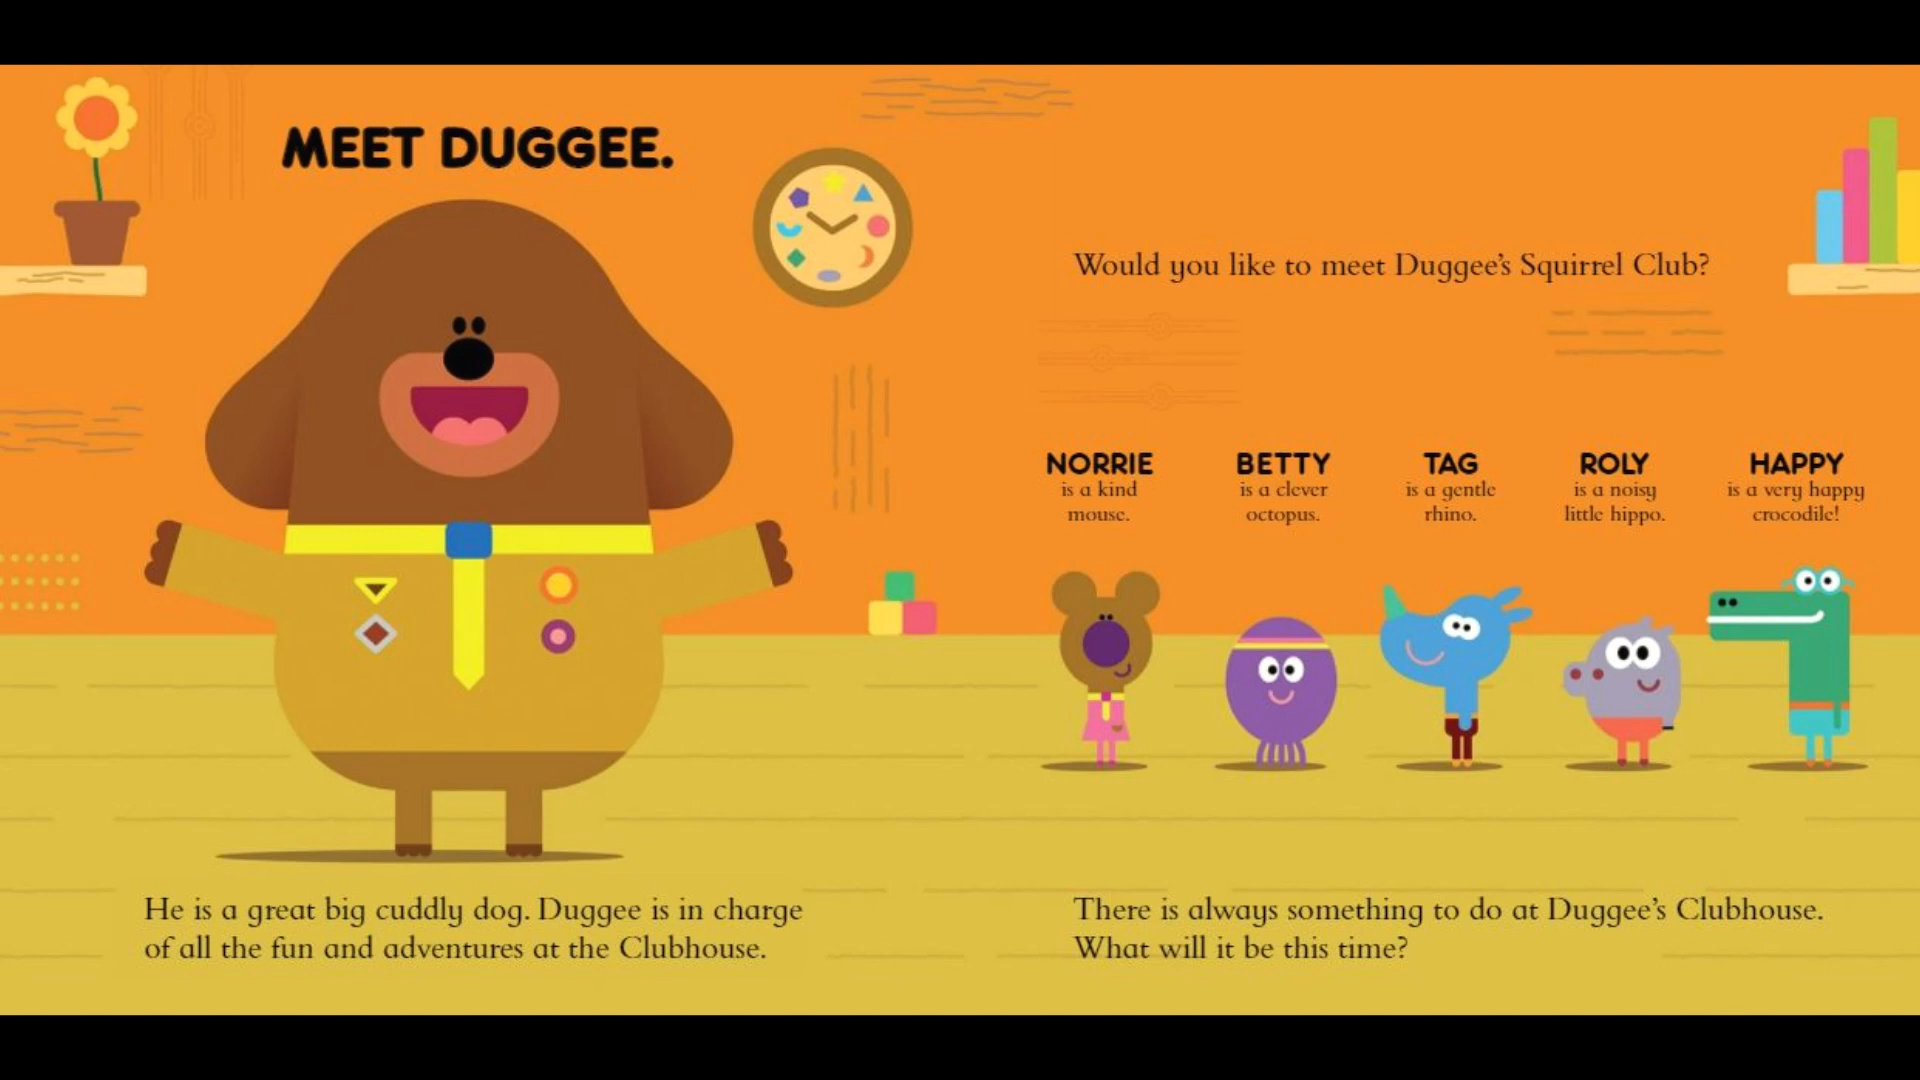 MEET DUGGEE.
He is a great big cuddly dog. Duggee is in charge
of all the fun and adventures at the Clubhouse.
Would you like to meet Duggee's Squirrel Club?
NORRIE
is a kind
mouse.
BETTY
is a clever
octopus.
TAG
is a gentle
rhino.
ROLY
is a noisy
little hippo.
HAPPY
is a very happy
crocodile!
There is always something to do at Duggee's Clubhouse.
What will it be this time?